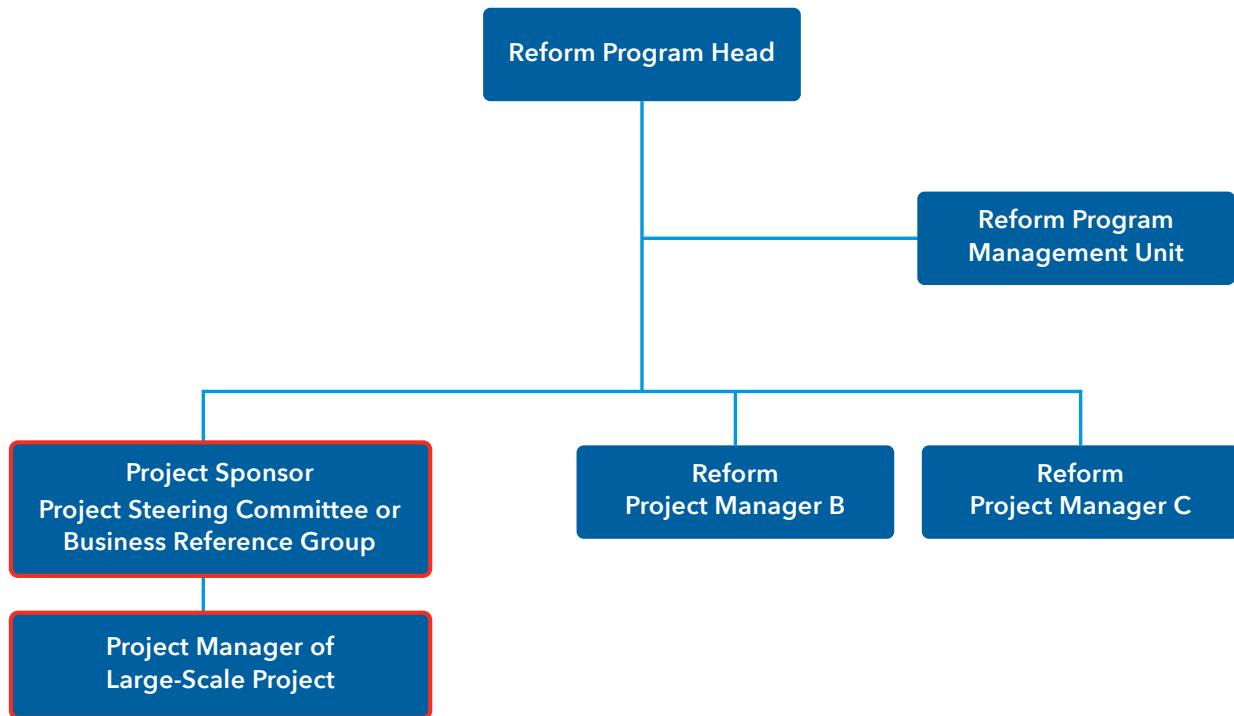 Reform Program Head
Reform Program
Management Unit
Project Sponsor
Project Steering Committee or
Business Reference Group
Reform
Project Manager B
Reform
Project Manager C
Project Manager of
Large-Scale Project